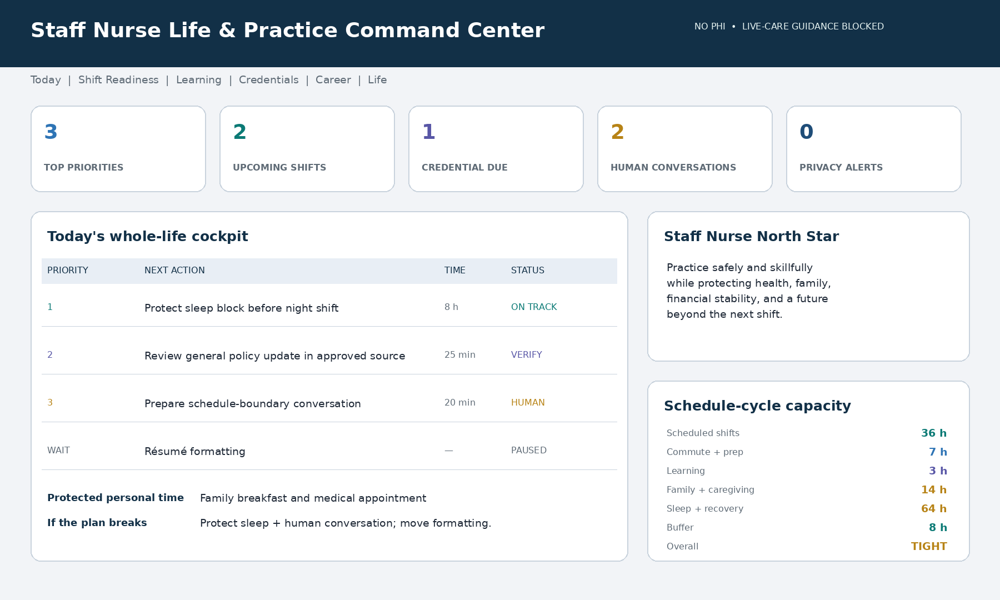 Staff Nurse Life & Practice Command Center
NO PHI • LIVE-CARE GUIDANCE BLOCKED
Today | Shift Readiness | Learning | Credentials | Career | Life
3
TOP PRIORITIES
2
UPCOMING SHIFTS
1
CREDENTIAL DUE
2
HUMAN CONVERSATIONS
0
PRIVACY ALERTS
Today's whole-life cockpit
PRIORITY NEXT ACTION TIME STATUS
1 Protect sleep block before night shift 8 h ON TRACK
2 Review general policy update in approved source 25 min VERIFY
3 Prepare schedule-boundary conversation 20 min HUMAN
WAIT Résumé formatting — PAUSED
Protected personal time Family breakfast and medical appointment
If the plan breaks Protect sleep + human conversation; move formatting.
Staff Nurse North Star
Practice safely and skillfully
while protecting health, family,
financial stability, and a future
beyond the next shift.
Schedule-cycle capacity
Scheduled shifts 36 h
Commute + prep 7 h
Learning 3 h
Family + caregiving 14 h
Sleep + recovery 64 h
Buffer 8 h
Overall TIGHT